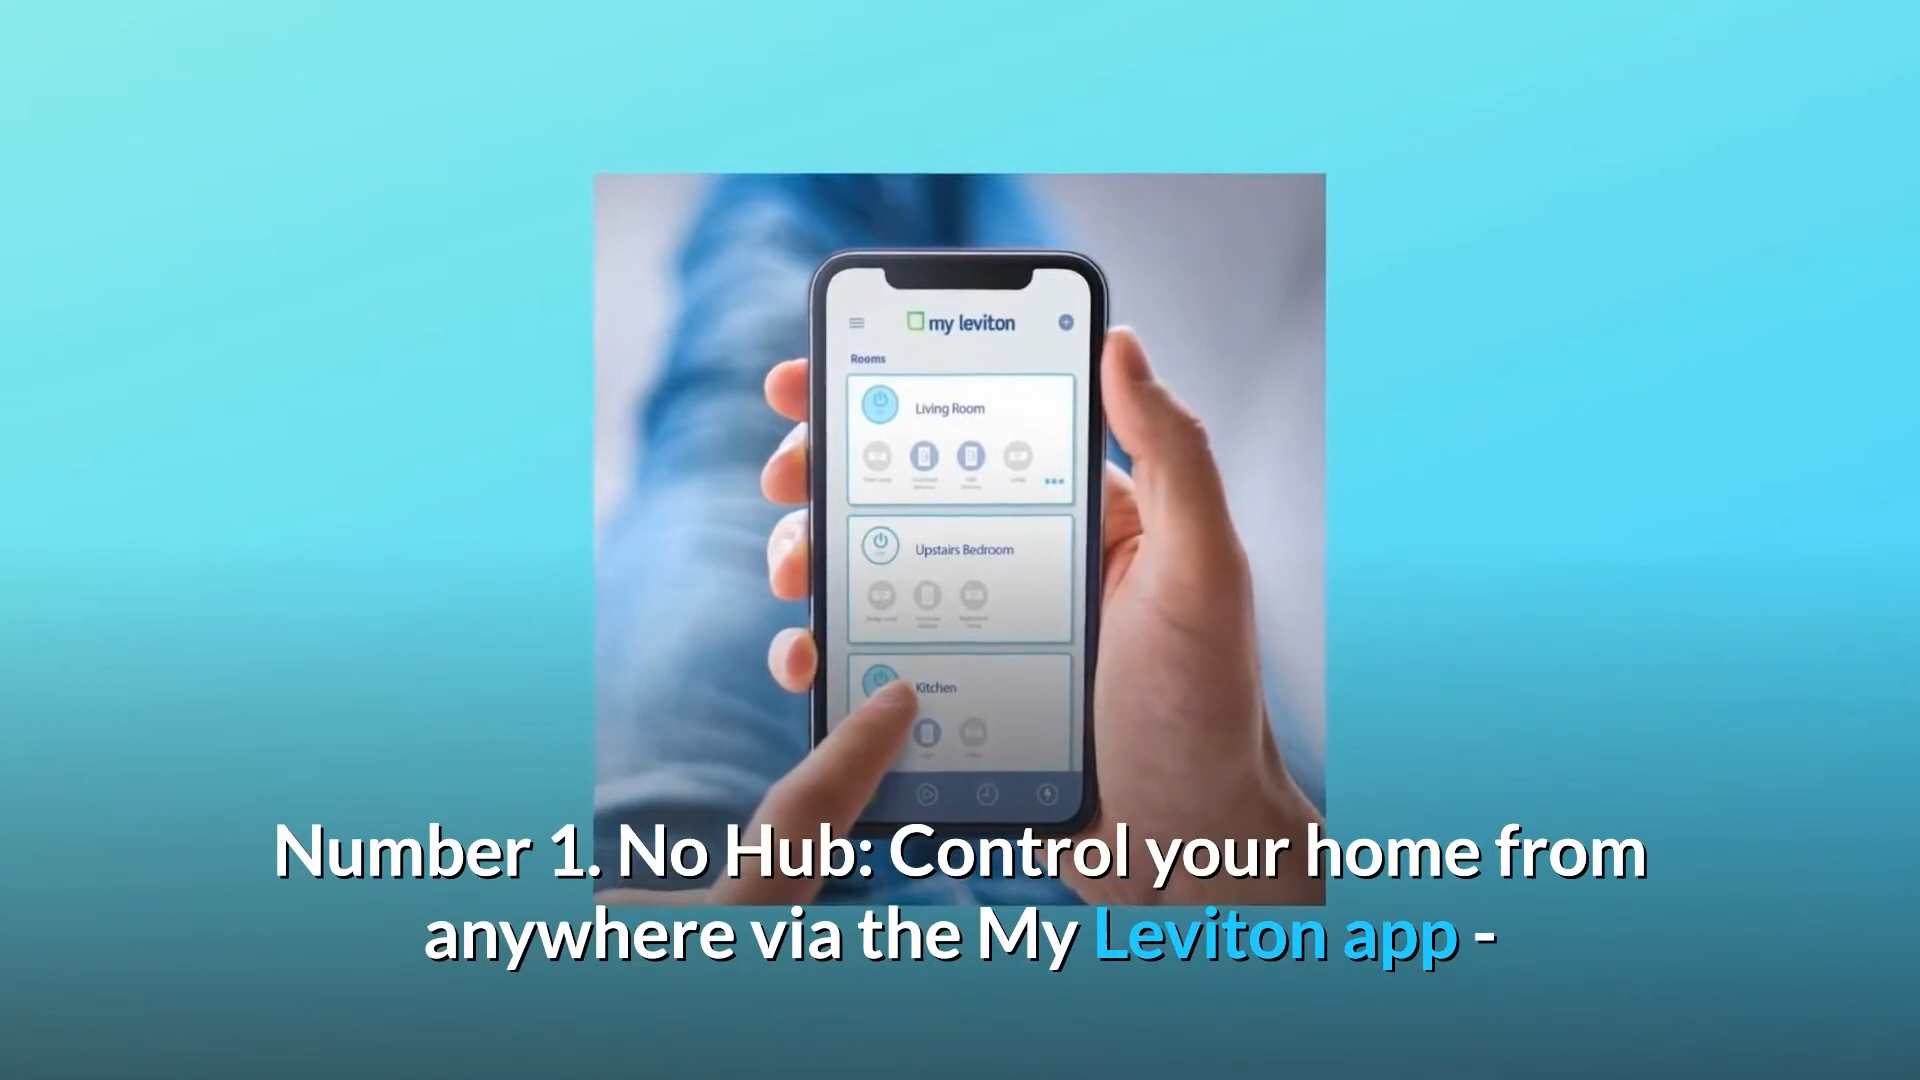 my leviton
Rooms
Living Room
Upstairs Bedroom
Kitchen
Number 1. No Hub: Control your home from
anywhere via the My Leviton app -